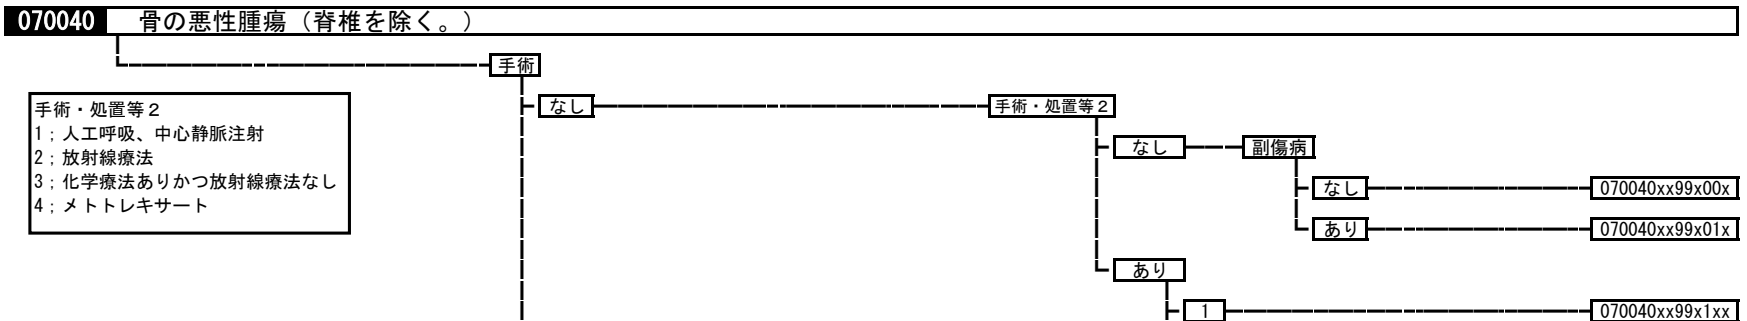 070040 骨の悪性腫瘍（脊椎を除く。）
手術
なし 手術・処置等２
手術・処置等２
1；人工呼吸、中心静脈注射
2；放射線療法
3；化学療法ありかつ放射線療法なし
4；メトトレキサート
なし 副傷病
なし 070040xx99x00x
あり 070040xx99x01x
あり
1 070040xx99x1xx